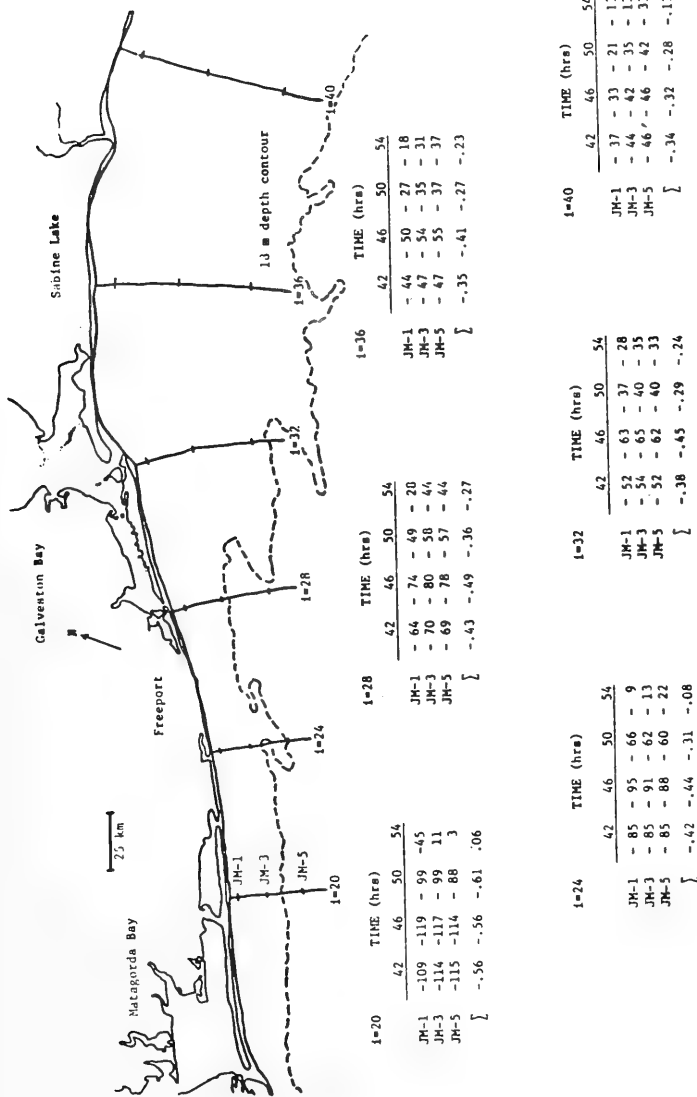 Matagorda Bay
25 km
Freeport
Galveston Bay
N
Sabine Lake
13 m depth contour
JM-1
JM-3
JM-5
i=20
i=24
i=28
i=32
i=36
i=40
i=20
TIME (hrs)
42 46 50 54
JM-1 -109 -119 - 99 -45
JM-3 -114 -117 - 99 11
JM-5 -115 -114 - 88 3
∑ -.56 -.56 -.61 .06
i=28
TIME (hrs)
42 46 50 54
JM-1 - 64 - 74 - 49 - 28
JM-3 - 70 - 80 - 58 - 44
JM-5 - 69 - 78 - 57 - 44
∑ -.43 -.49 -.36 -.27
i=36
TIME (hrs)
42 46 50 54
JM-1 - 44 - 50 - 27 - 18
JM-3 - 47 - 54 - 35 - 31
JM-5 - 47 - 55 - 37 - 37
∑ -.35 -.41 -.27 -.23
i=24
TIME (hrs)
42 46 50 54
JM-1 - 85 - 95 - 66 - 9
JM-3 - 85 - 91 - 62 - 13
JM-5 - 85 - 88 - 60 - 22
∑ -.42 -.44 -.31 -.08
i=32
TIME (hrs)
42 46 50 54
JM-1 - 52 - 63 - 37 - 28
JM-3 - 54 - 65 - 40 - 35
JM-5 - 52 - 62 - 40 - 33
∑ -.38 -.45 -.29 -.24
i=40
TIME (hrs)
42 46 50 54
JM-1 - 37 - 33 - 21
JM-3 - 44 - 42 - 35
JM-5 - 46 - 46 - 42
∑ -.34 -.32 -.28